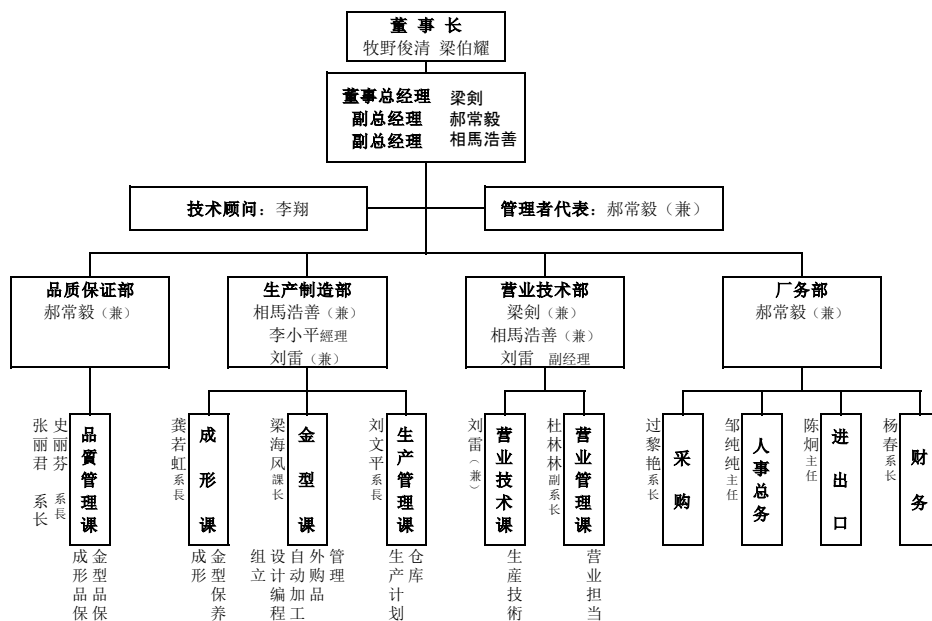 董 事 长
牧野俊清 梁伯耀
董事总经理 梁剣
副总经理 郝常毅
副总经理 相馬浩善
技术顾问：李翔
管理者代表：郝常毅（兼）
品质保证部
郝常毅（兼）
生产制造部
相馬浩善（兼）
李小平經理
刘雷（兼）
营业技术部
梁剣（兼）
相馬浩善（兼）
刘雷 副经理
厂务部
郝常毅（兼）
张丽君 系长
史丽芬 系長
品質管理课
龚若虹系長
成形课
梁海风課长
金型课
刘文平系長
生产管理课
刘雷（兼）
营业技术课
杜林林副系长
营业管理课
过黎艳系长
采购
邹纯纯主任
人事总务
陈炯主任
进出口
杨春系长
财务
成形品保
金型品保
成形
金型保养
组立
设计编程
自动加工
外购品
管理
生产计划
仓库
生産技術
营业担当